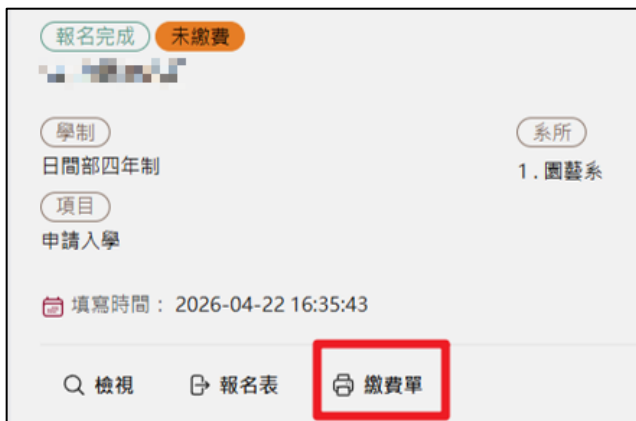 報名完成 未繳費
學制 系所
日間部四年制 1.園藝系
項目
申請入學
填寫時間： 2026-04-22 16:35:43
檢視 報名表 繳費單